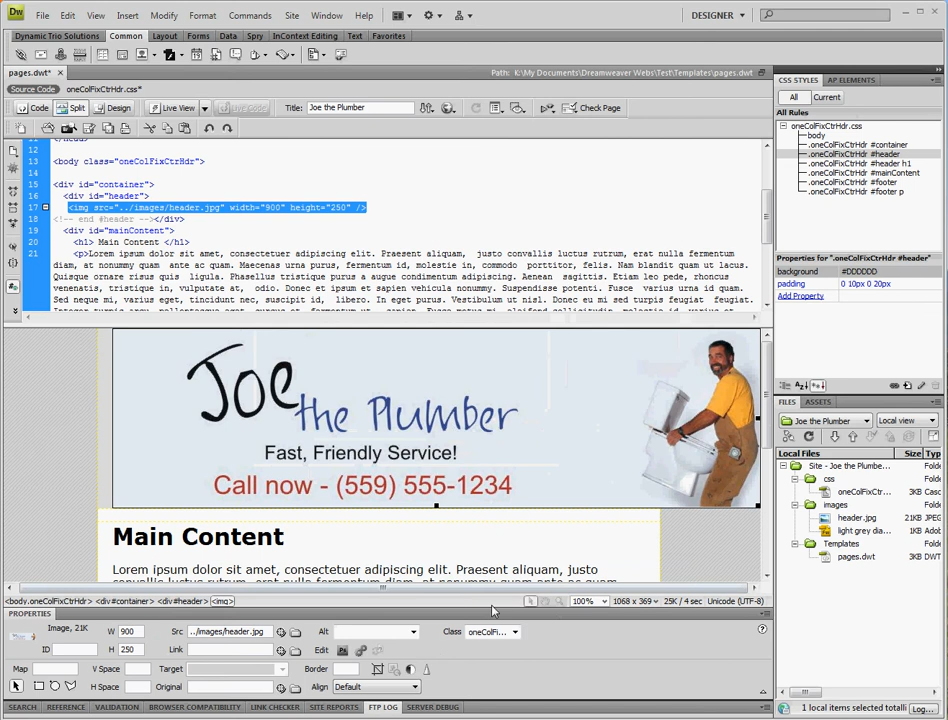 Dw File Edit View Insert Modify Format Commands Site Window Help DESIGNER
Dynamic Trio Solutions Common Layout Forms Data Spry InContext Editing Text Favorites
pages.dwt* Path: K:\My Documents\Dreamweaver Webs\Test\Templates\pages.dwt
Source Code oneColFixCtrHdr.css*
Code Split Design Live View Live Code Title: Joe the Plumber Check Page
12
13 <body class="oneColFixCtrHdr">
14
15 <div id="container">
16 <div id="header">
17 <img src="../images/header.jpg" width="900" height="250" />
18 <!-- end #header --></div>
19 <div id="mainContent">
20 <h1> Main Content </h1>
21 <p>Lorem ipsum dolor sit amet, consectetuer adipiscing elit. Praesent aliquam, justo convallis luctus rutrum, erat nulla fermentum
diam, at nonummy quam ante ac quam. Maecenas urna purus, fermentum id, molestie in, commodo porttitor, felis. Nam blandit quam ut lacus.
Quisque ornare risus quis ligula. Phasellus tristique purus a augue condimentum adipiscing. Aenean sagittis. Etiam leo pede, rhoncus
venenatis, tristique in, vulputate at, odio. Donec et ipsum et sapien vehicula nonummy. Suspendisse potenti. Fusce varius urna id quam.
Sed neque mi, varius eget, tincidunt nec, suscipit id, libero. In eget purus. Vestibulum ut nisl. Donec eu mi sed turpis feugiat feugiat.
Joe
the Plumber
Fast, Friendly Service!
Call now - (559) 555-1234
Main Content
Lorem ipsum dolor sit amet, consectetuer adipiscing elit. Praesent aliquam, justo
<body.oneColFixCtrHdr> <div#container> <div#header> <img> 100% 1068 x 369 25K / 4 sec Unicode (UTF-8)
PROPERTIES
Image, 21K W 900 Src ../images/header.jpg Alt Class oneColFi...
ID H 250 Link Edit
Map V Space Target Border
H Space Original Align Default
SEARCH REFERENCE VALIDATION BROWSER COMPATIBILITY LINK CHECKER SITE REPORTS FTP LOG SERVER DEBUG
CSS STYLES AP ELEMENTS
All Current
All Rules
oneColFixCtrHdr.css
body
.oneColFixCtrHdr #container
.oneColFixCtrHdr #header
.oneColFixCtrHdr #header h1
.oneColFixCtrHdr #mainContent
.oneColFixCtrHdr #footer
.oneColFixCtrHdr #footer p
Properties for ".oneColFixCtrHdr #header"
background #DDDDDD
padding 0 10px 0 20px
Add Property
FILES ASSETS
Joe the Plumber Local view
Local Files Size Typ
Site - Joe the Plumbe... Folde
css Folde
oneColFixCtr... 3KB Casc
images Folde
header.jpg 21KB JPEG
light grey dia... 1KB Adob
Templates Folde
pages.dwt 3KB DWT
1 local items selected totalli Log...